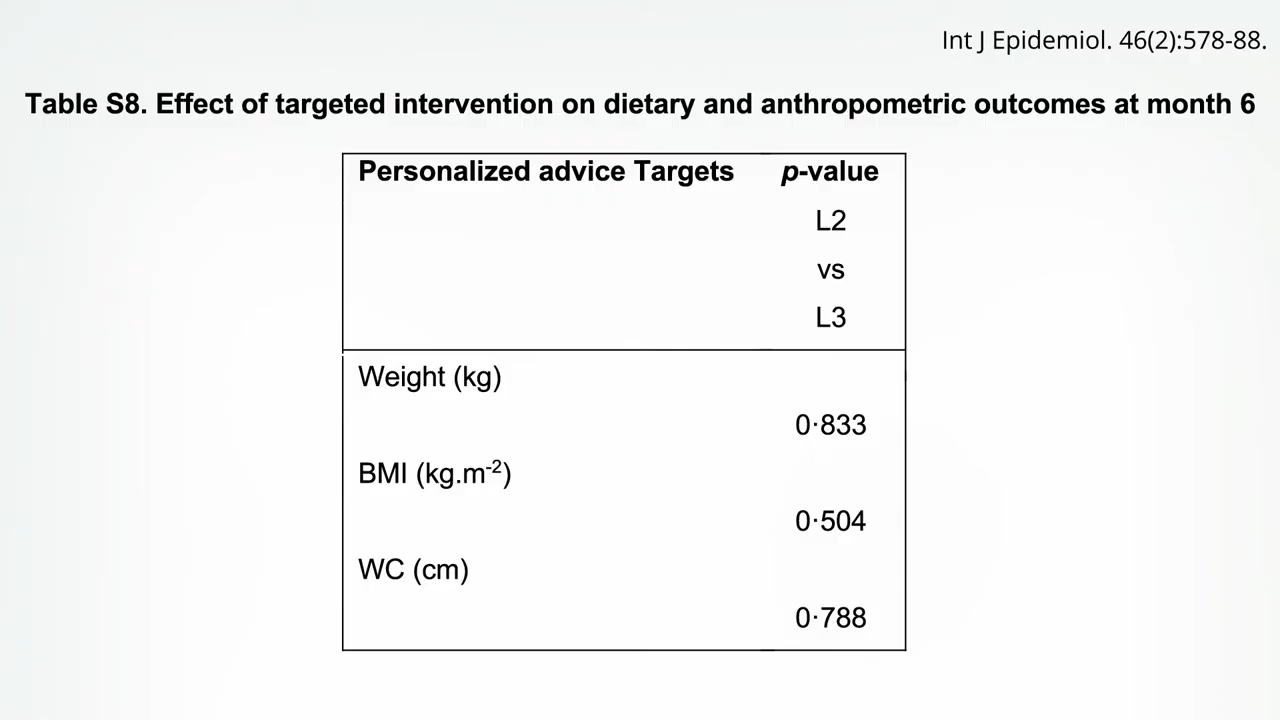 Int J Epidemiol. 46(2):578-88.
Table S8. Effect of targeted intervention on dietary and anthropometric outcomes at month 6
Personalized advice Targets p-value
L2
vs
L3
Weight (kg)
0·833
BMI (kg.m⁻²)
0·504
WC (cm)
0·788